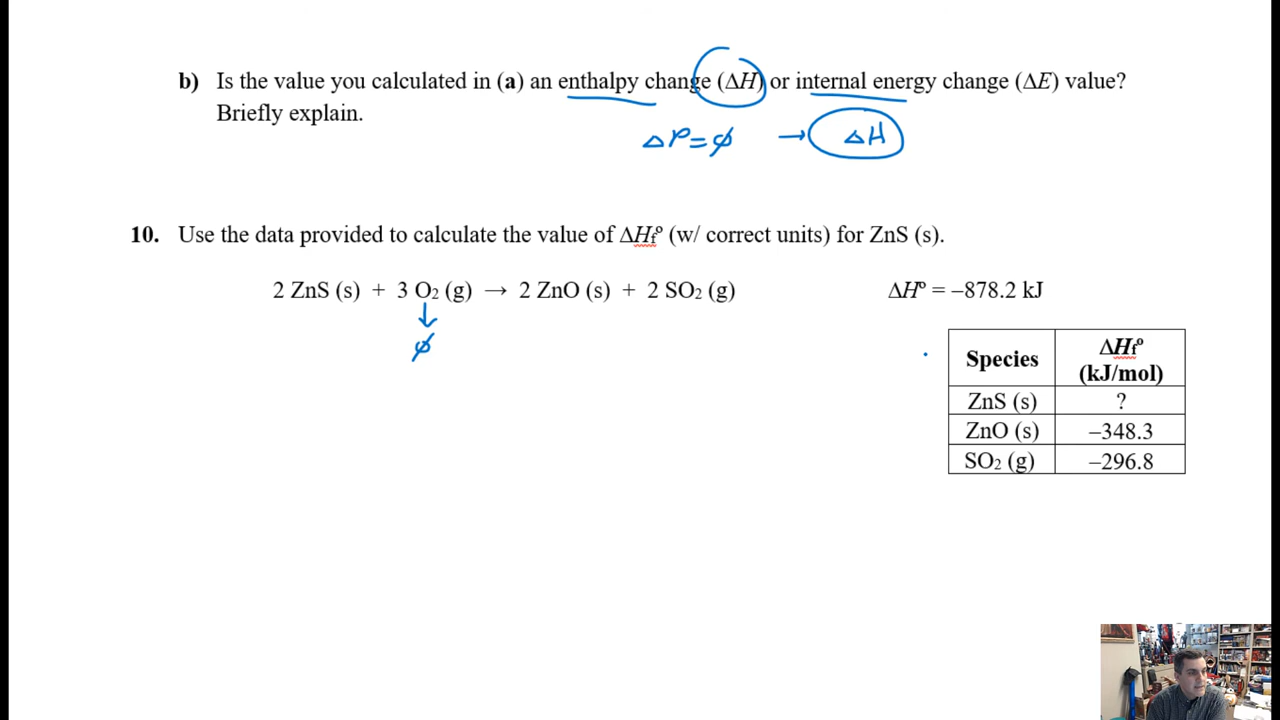 b) Is the value you calculated in (a) an enthalpy change (ΔH) or internal energy change (ΔE) value?
Briefly explain.
ΔP=∅ → ΔH
10. Use the data provided to calculate the value of ΔHf° (w/ correct units) for ZnS (s).
2 ZnS (s) + 3 O₂ (g) → 2 ZnO (s) + 2 SO₂ (g) ΔH° = –878.2 kJ
↓
∅
Species ΔHf° (kJ/mol)
ZnS (s) ?
ZnO (s) –348.3
SO₂ (g) –296.8